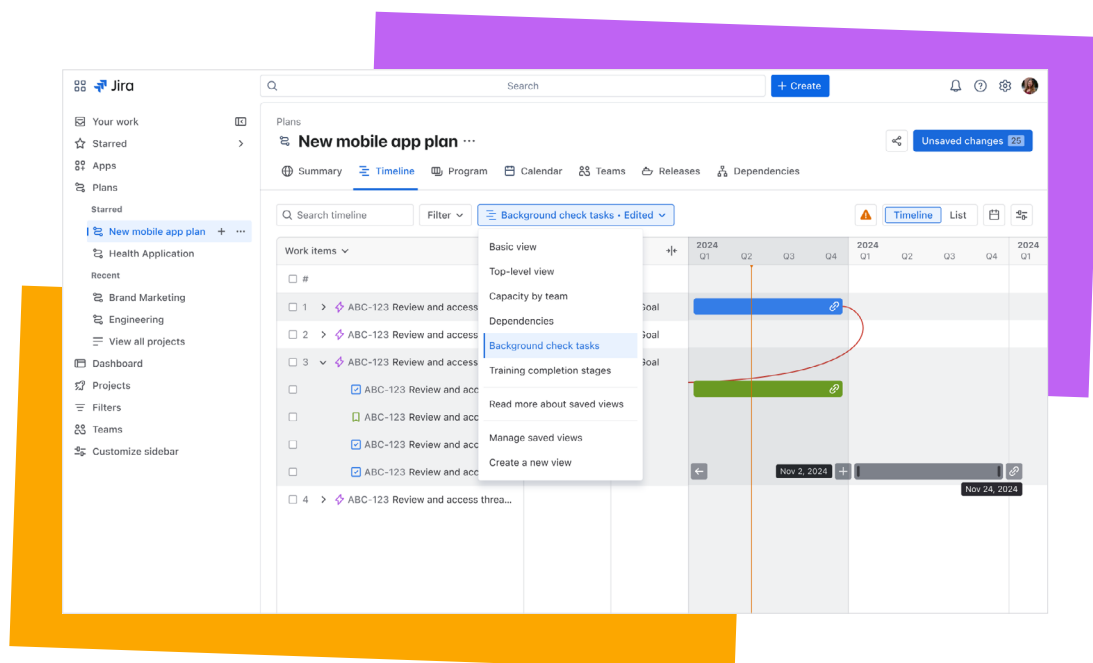 Jira
Search
+ Create
Your work
Starred
Apps
Plans
Starred
New mobile app plan
Health Application
Recent
Brand Marketing
Engineering
View all projects
Dashboard
Projects
Filters
Teams
Customize sidebar
Plans
New mobile app plan
Unsaved changes 25
Summary Timeline Program Calendar Teams Releases Dependencies
Search timeline Filter Background check tasks • Edited Timeline List
Basic view
Top-level view
Capacity by team
Dependencies
Background check tasks
Training completion stages
Read more about saved views
Manage saved views
Create a new view
Work items
2024 2024 2024
Q1 Q2 Q3 Q4 Q1 Q2 Q3 Q4 Q1
#
1 ABC-123 Review and access Goal
2 ABC-123 Review and access Goal
3 ABC-123 Review and access Goal
ABC-123 Review and acc
ABC-123 Review and acc
ABC-123 Review and acc
ABC-123 Review and acc
Nov 2, 2024
Nov 24, 2024
4 ABC-123 Review and access threa...